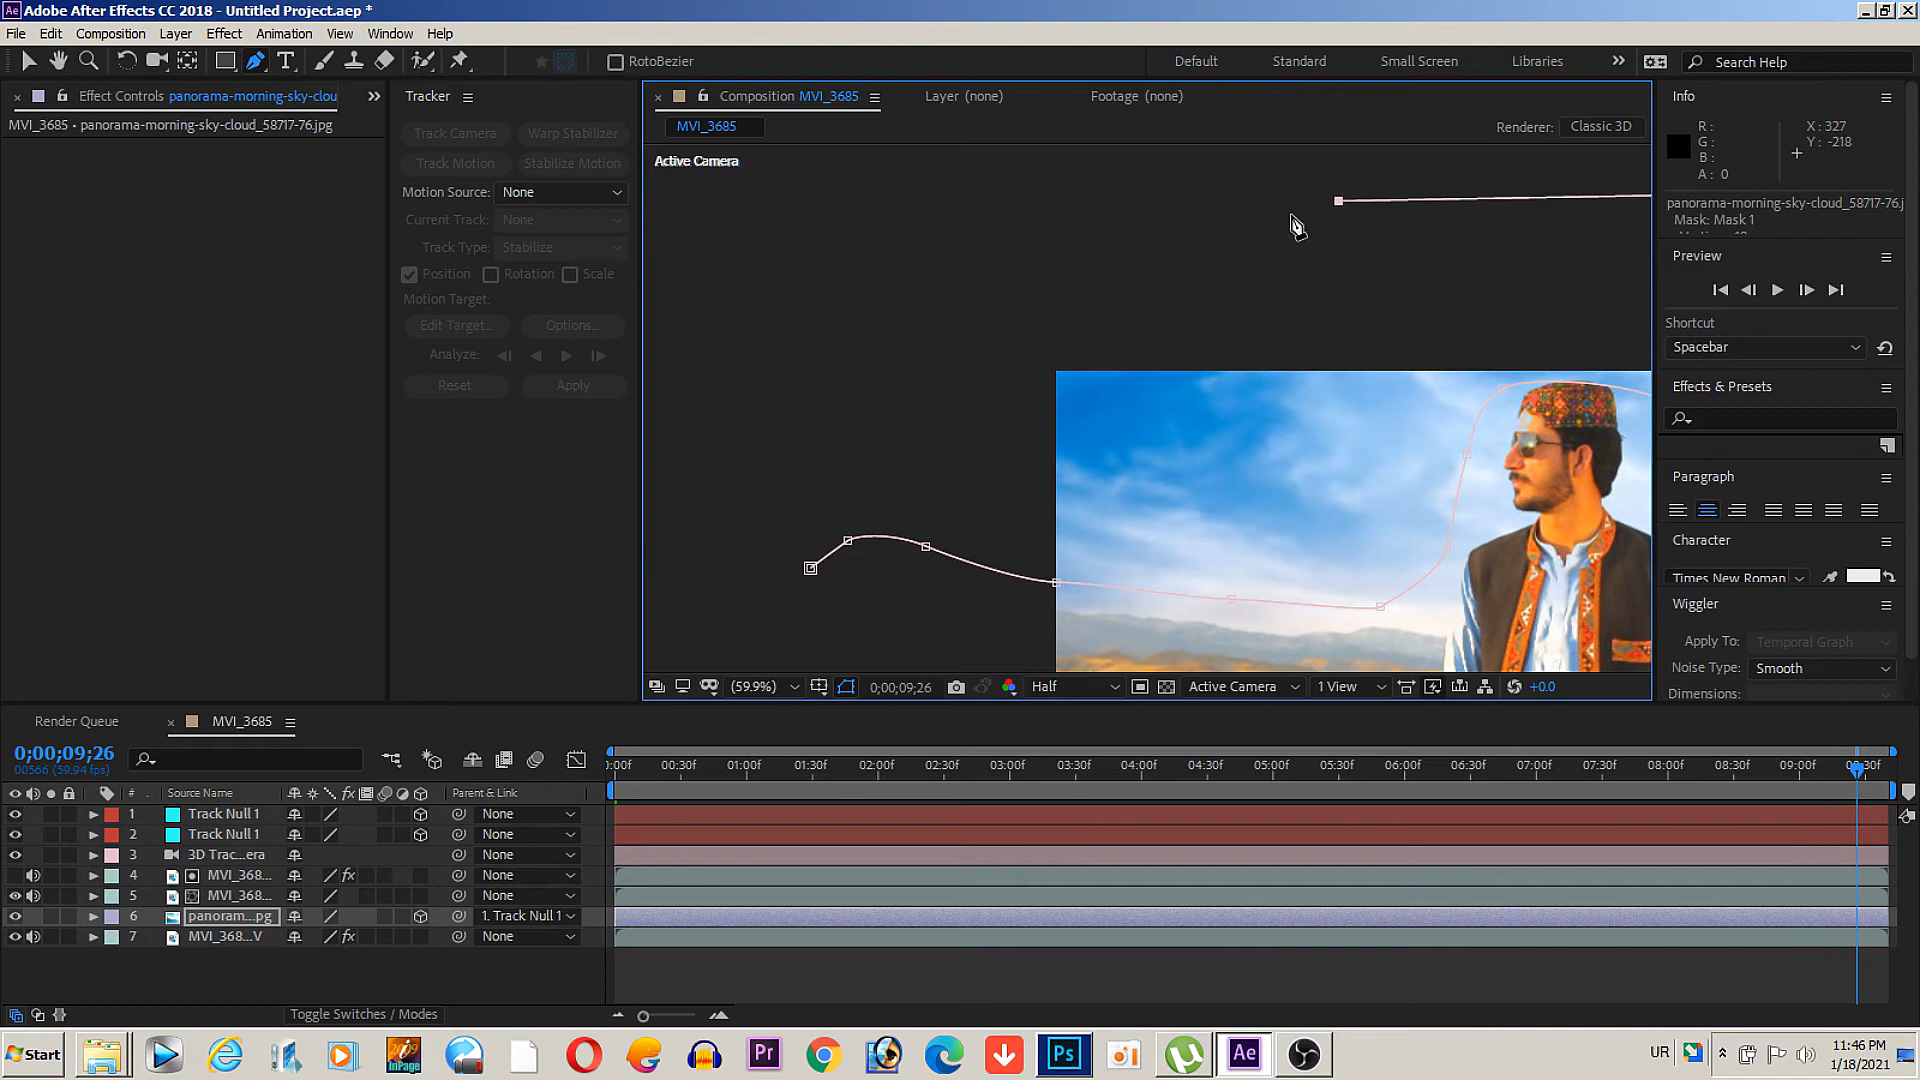 Adobe After Effects CC 2018 - Untitled Project.aep *
File Edit Composition Layer Effect Animation View Window Help
RotoBezier
Default Standard Small Screen Libraries Search Help
Effect Controls panorama-morning-sky-clou
MVI_3685 • panorama-morning-sky-cloud_58717-76.jpg
Tracker
Track Camera Warp Stabilizer
Track Motion Stabilize Motion
Motion Source: None
Current Track: None
Track Type: Stabilize
Position Rotation Scale
Motion Target:
Edit Target... Options...
Analyze:
Reset Apply
Composition MVI_3685 Layer (none) Footage (none)
MVI_3685
Renderer: Classic 3D
Active Camera
(59.9%) 0;00;09;26 Half Active Camera 1 View +0.0
Info
R: X: 327
G: Y: -218
B:
A: 0
panorama-morning-sky-cloud_58717-76.j
Mask: Mask 1
Preview
Shortcut
Spacebar
Effects & Presets
Paragraph
Character
Times New Roman
Wiggler
Apply To: Temporal Graph
Noise Type: Smooth
Dimensions:
Render Queue MVI_3685
0;00;09;26
00566 (59.94 fps)
):00f 00:30f 01:00f 01:30f 02:00f 02:30f 03:00f 03:30f 04:00f 04:30f 05:00f 05:30f 06:00f 06:30f 07:00f 07:30f 08:00f 08:30f 09:00f
# Source Name Parent & Link
1 Track Null 1 None
2 Track Null 1 None
3 3D Trac...era None
4 MVI_368... None
5 MVI_368... None
6 panoram...pg 1. Track Null 1
7 MVI_368...V None
Toggle Switches / Modes
Start
2009
InPage
Pr
Ps
Ae
UR
11:46 PM
1/18/2021